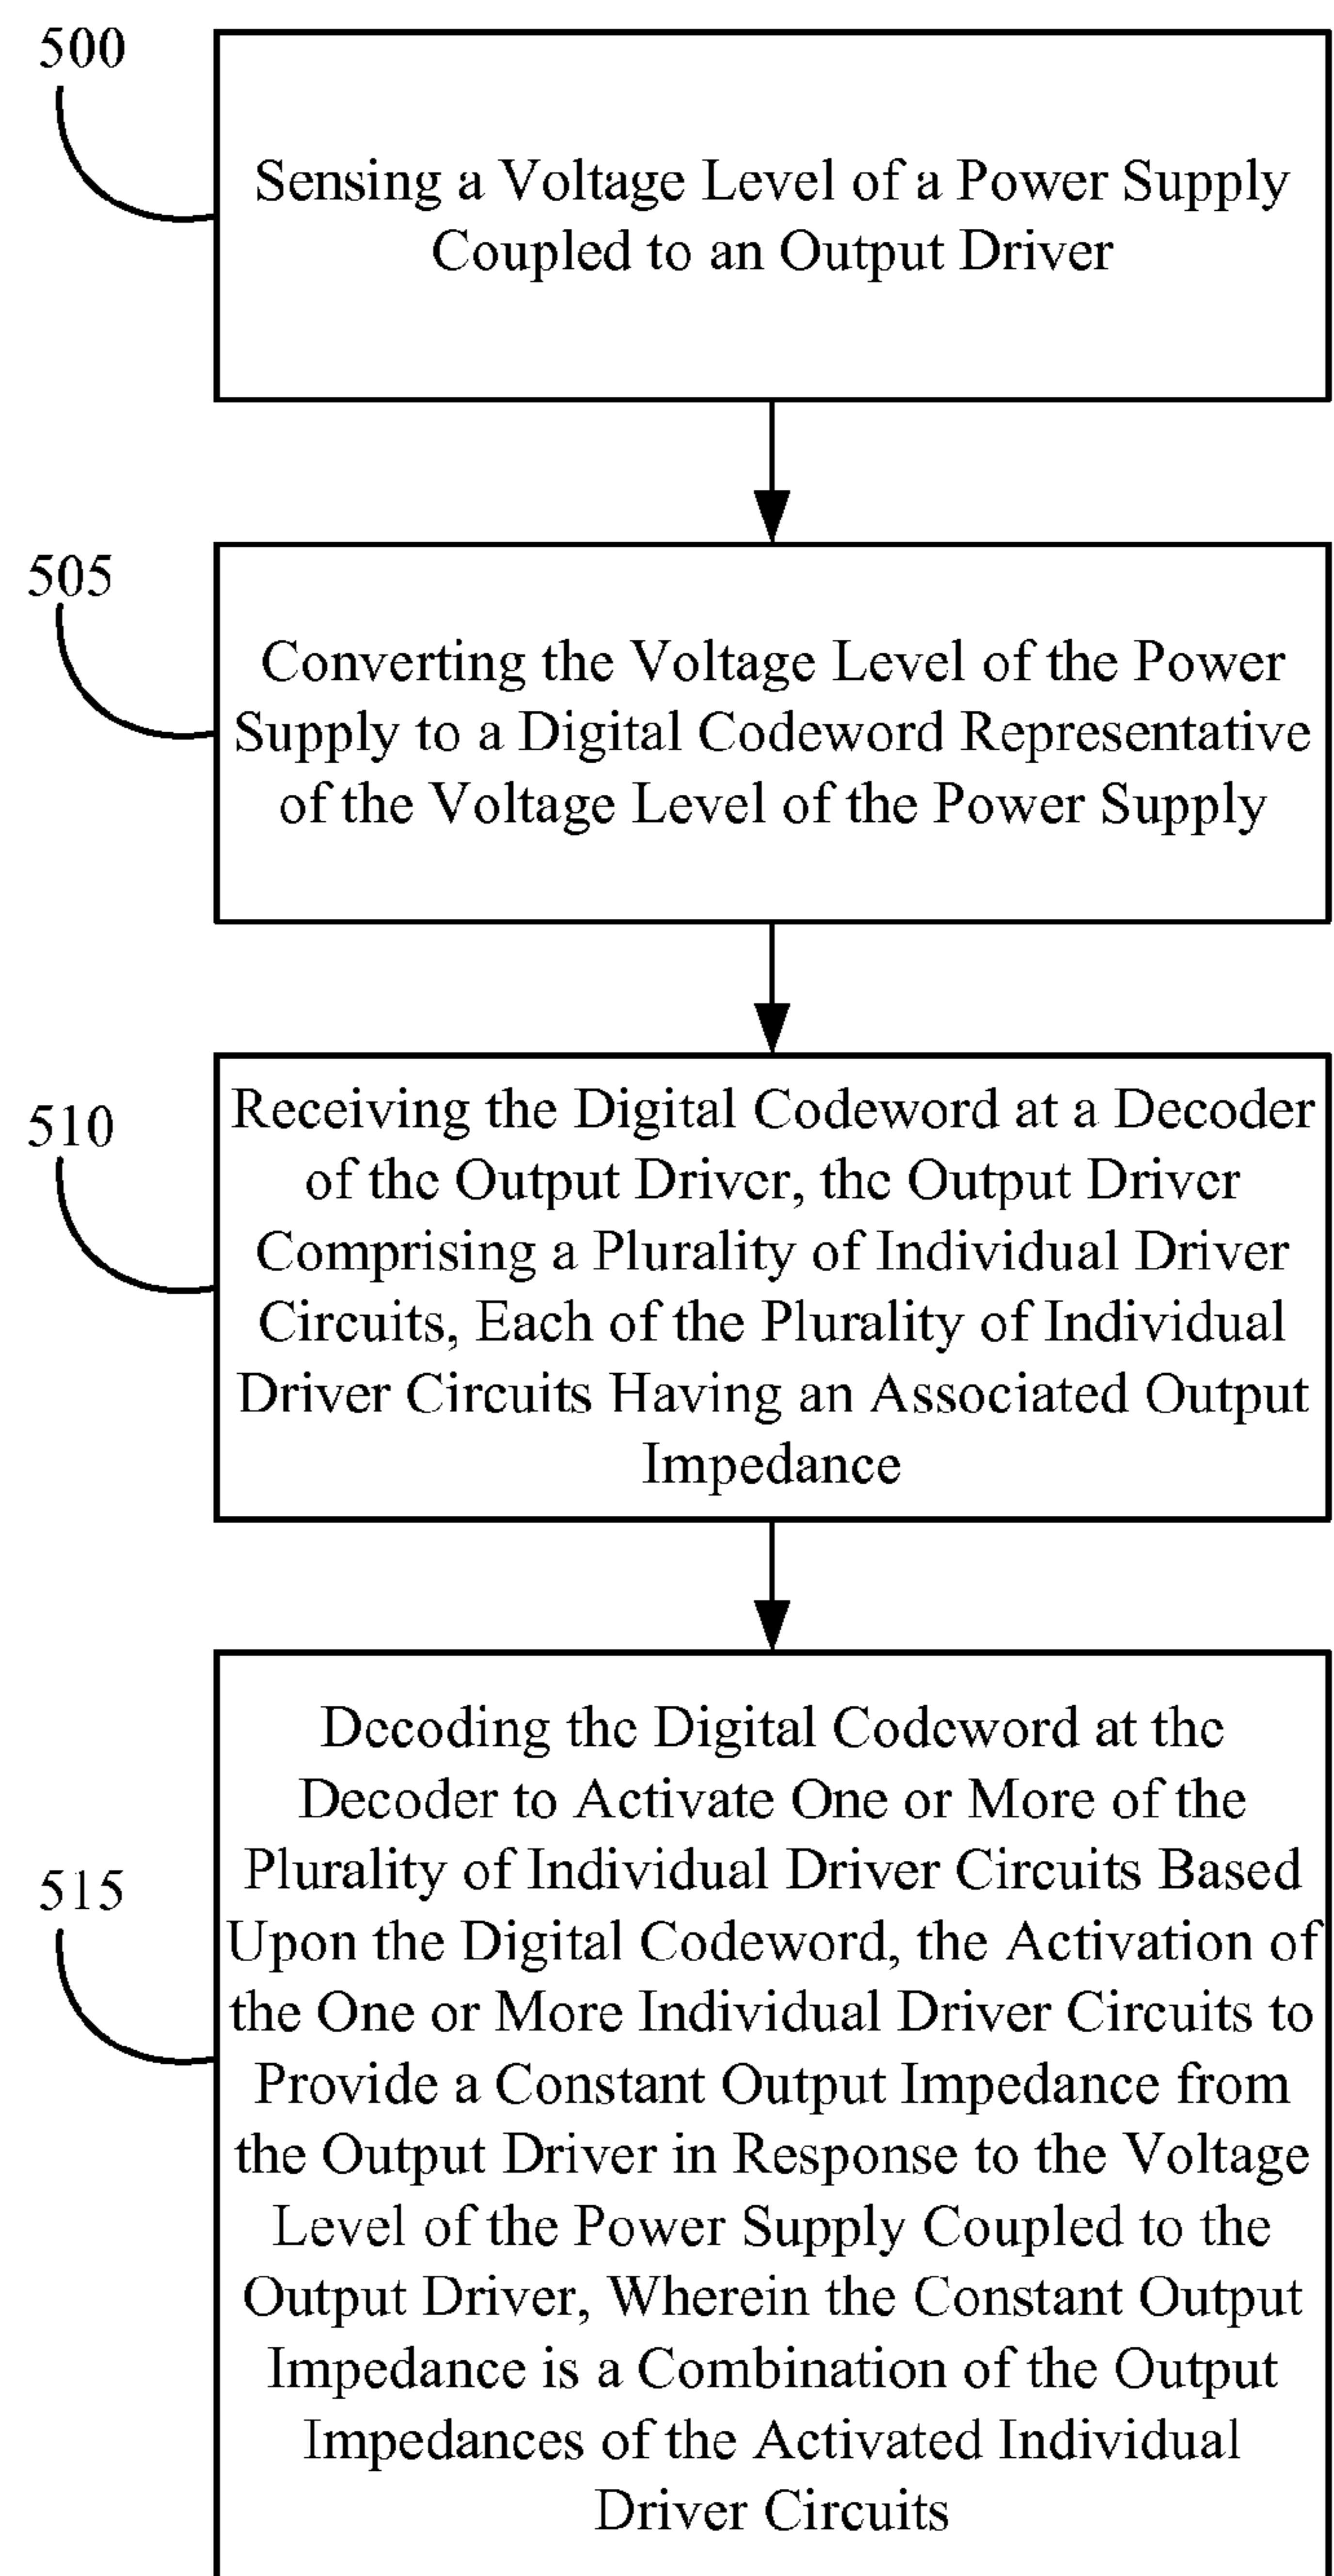 500
Sensing a Voltage Level of a Power Supply
Coupled to an Output Driver
505
Converting the Voltage Level of the Power
Supply to a Digital Codeword Representative
of the Voltage Level of the Power Supply
510
Receiving the Digital Codeword at a Decoder
of the Output Driver, the Output Driver
Comprising a Plurality of Individual Driver
Circuits, Each of the Plurality of Individual
Driver Circuits Having an Associated Output
Impedance
515
Decoding the Digital Codeword at the
Decoder to Activate One or More of the
Plurality of Individual Driver Circuits Based
Upon the Digital Codeword, the Activation of
the One or More Individual Driver Circuits to
Provide a Constant Output Impedance from
the Output Driver in Response to the Voltage
Level of the Power Supply Coupled to the
Output Driver, Wherein the Constant Output
Impedance is a Combination of the Output
Impedances of the Activated Individual
Driver Circuits